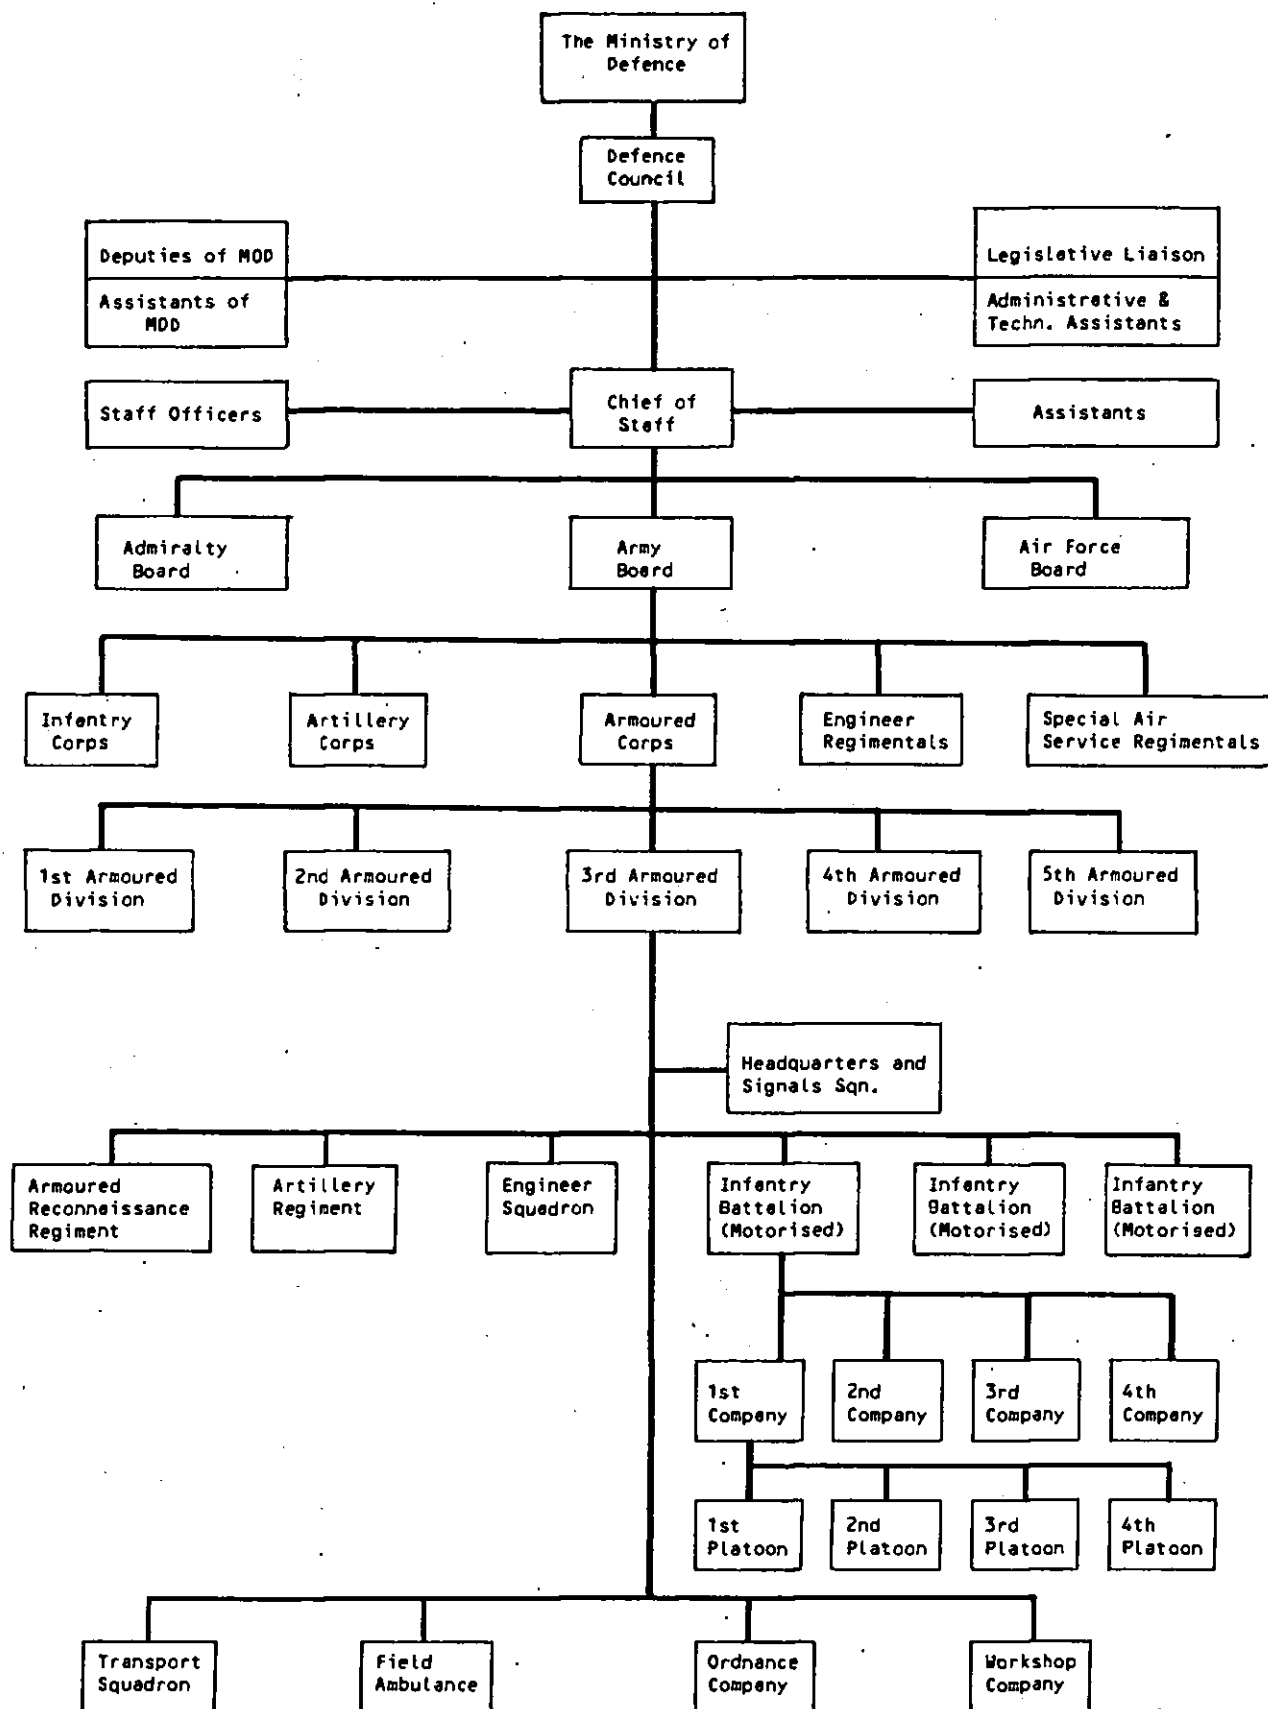 The Ministry of
Defence
Defence
Council
Deputies of MOD
Assistants of
MOD
Legislative Liaison
Administrative &
Techn. Assistants
Staff Officers
Chief of
Staff
Assistants
Admiralty
Board
Army
Board
Air Force
Board
Infantry
Corps
Artillery
Corps
Armoured
Corps
Engineer
Regimentals
Special Air
Service Regimentals
1st Armoured
Division
2nd Armoured
Division
3rd Armoured
Division
4th Armoured
Division
5th Armoured
Division
Headquarters and
Signals Sqn.
Armoured
Reconnaissance
Regiment
Artillery
Regiment
Engineer
Squadron
Infantry
Battalion
(Motorised)
Infantry
Battalion
(Motorised)
Infantry
Battalion
(Motorised)
1st
Company
2nd
Company
3rd
Company
4th
Company
1st
Platoon
2nd
Platoon
3rd
Platoon
4th
Platoon
Transport
Squadron
Field
Ambulance
Ordnance
Company
Workshop
Company